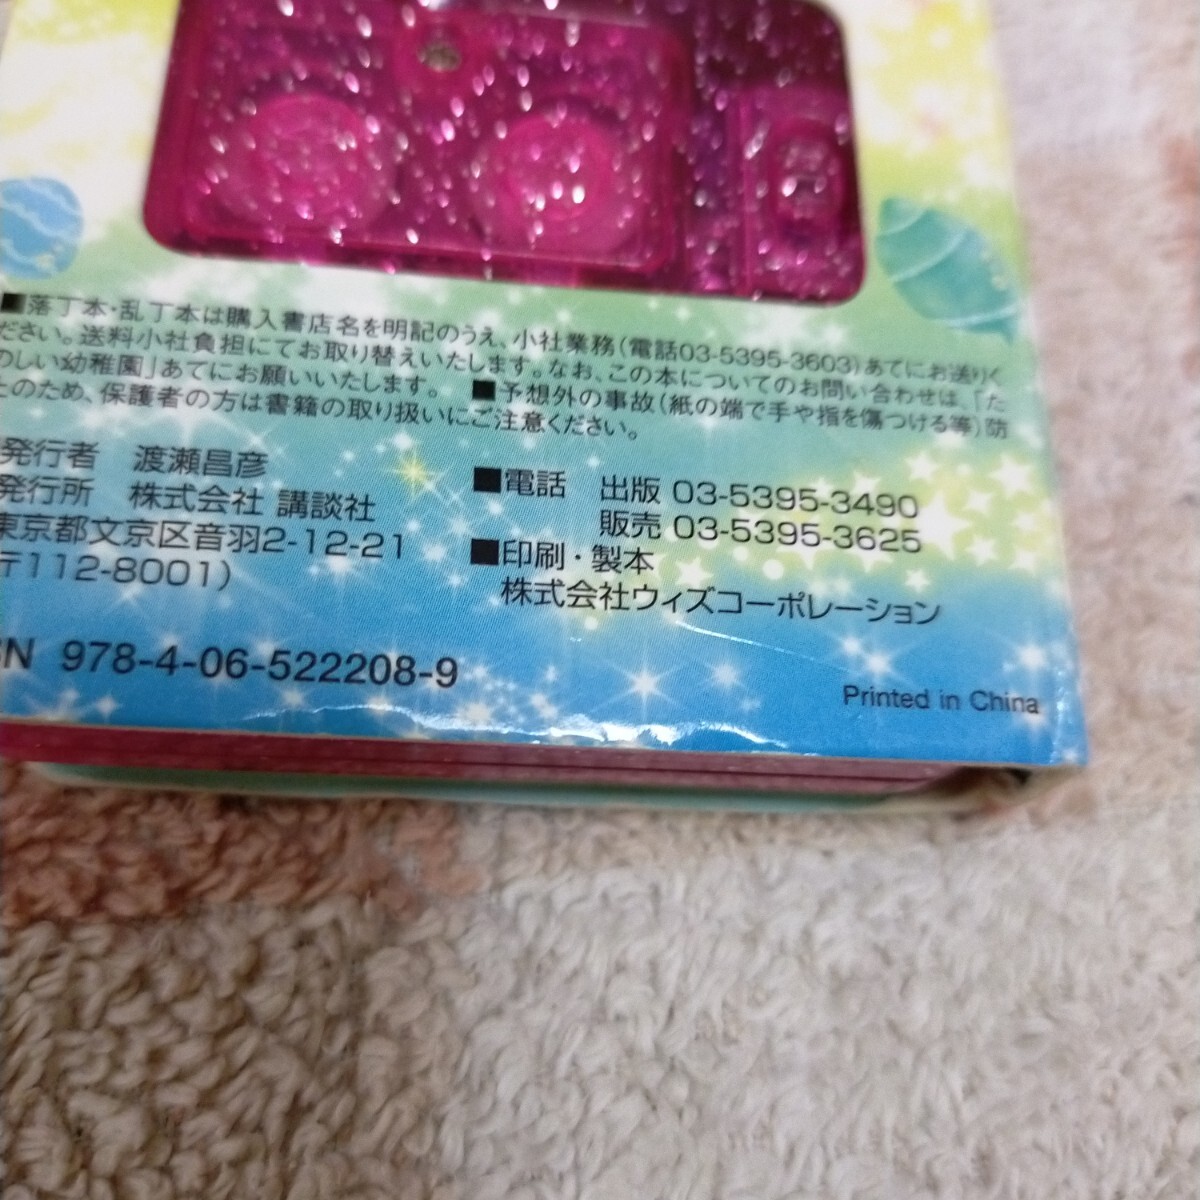 ■落丁本・乱丁本は購入書店名を明記のうえ、小社業務(電話03-5395-3603)あてにお送りく
ださい。送料小社負担にてお取り替えいたします。なお、この本についてのお問い合わせは、「た
のしい幼稚園」あてにお願いいたします。 ■予想外の事故(紙の端で手や指を傷つける等)防
止のため、保護者の方は書籍の取り扱いにご注意ください。
発行者 渡瀬昌彦
発行所 株式会社 講談社
東京都文京区音羽2-12-21
〒112-8001)
■電話 出版 03-5395-3490
販売 03-5395-3625
■印刷・製本
株式会社ウィズコーポレーション
BN 978-4-06-522208-9
Printed in China